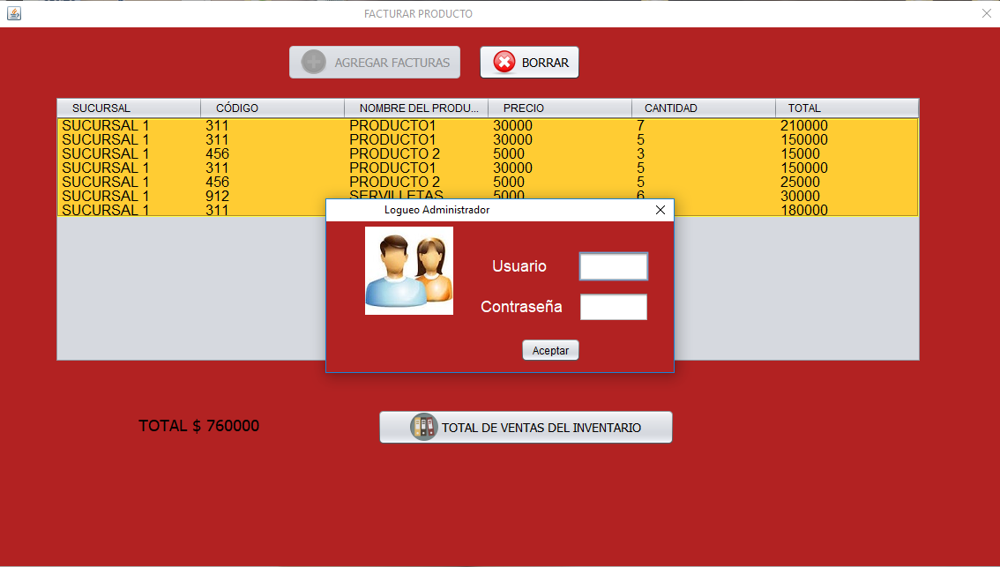 FACTURAR PRODUCTO
AGREGAR FACTURAS BORRAR
SUCURSAL CÓDIGO NOMBRE DEL PRODU... PRECIO CANTIDAD TOTAL
SUCURSAL 1 311 PRODUCTO1 30000 7 210000
SUCURSAL 1 311 PRODUCTO1 30000 5 150000
SUCURSAL 1 456 PRODUCTO 2 5000 3 15000
SUCURSAL 1 311 PRODUCTO1 30000 5 150000
SUCURSAL 1 456 PRODUCTO 2 5000 5 25000
SUCURSAL 1 912 SERVILLETAS 5000 6 30000
SUCURSAL 1 311 180000
Logueo Administrador
Usuario
Contraseña
Aceptar
TOTAL $ 760000
TOTAL DE VENTAS DEL INVENTARIO